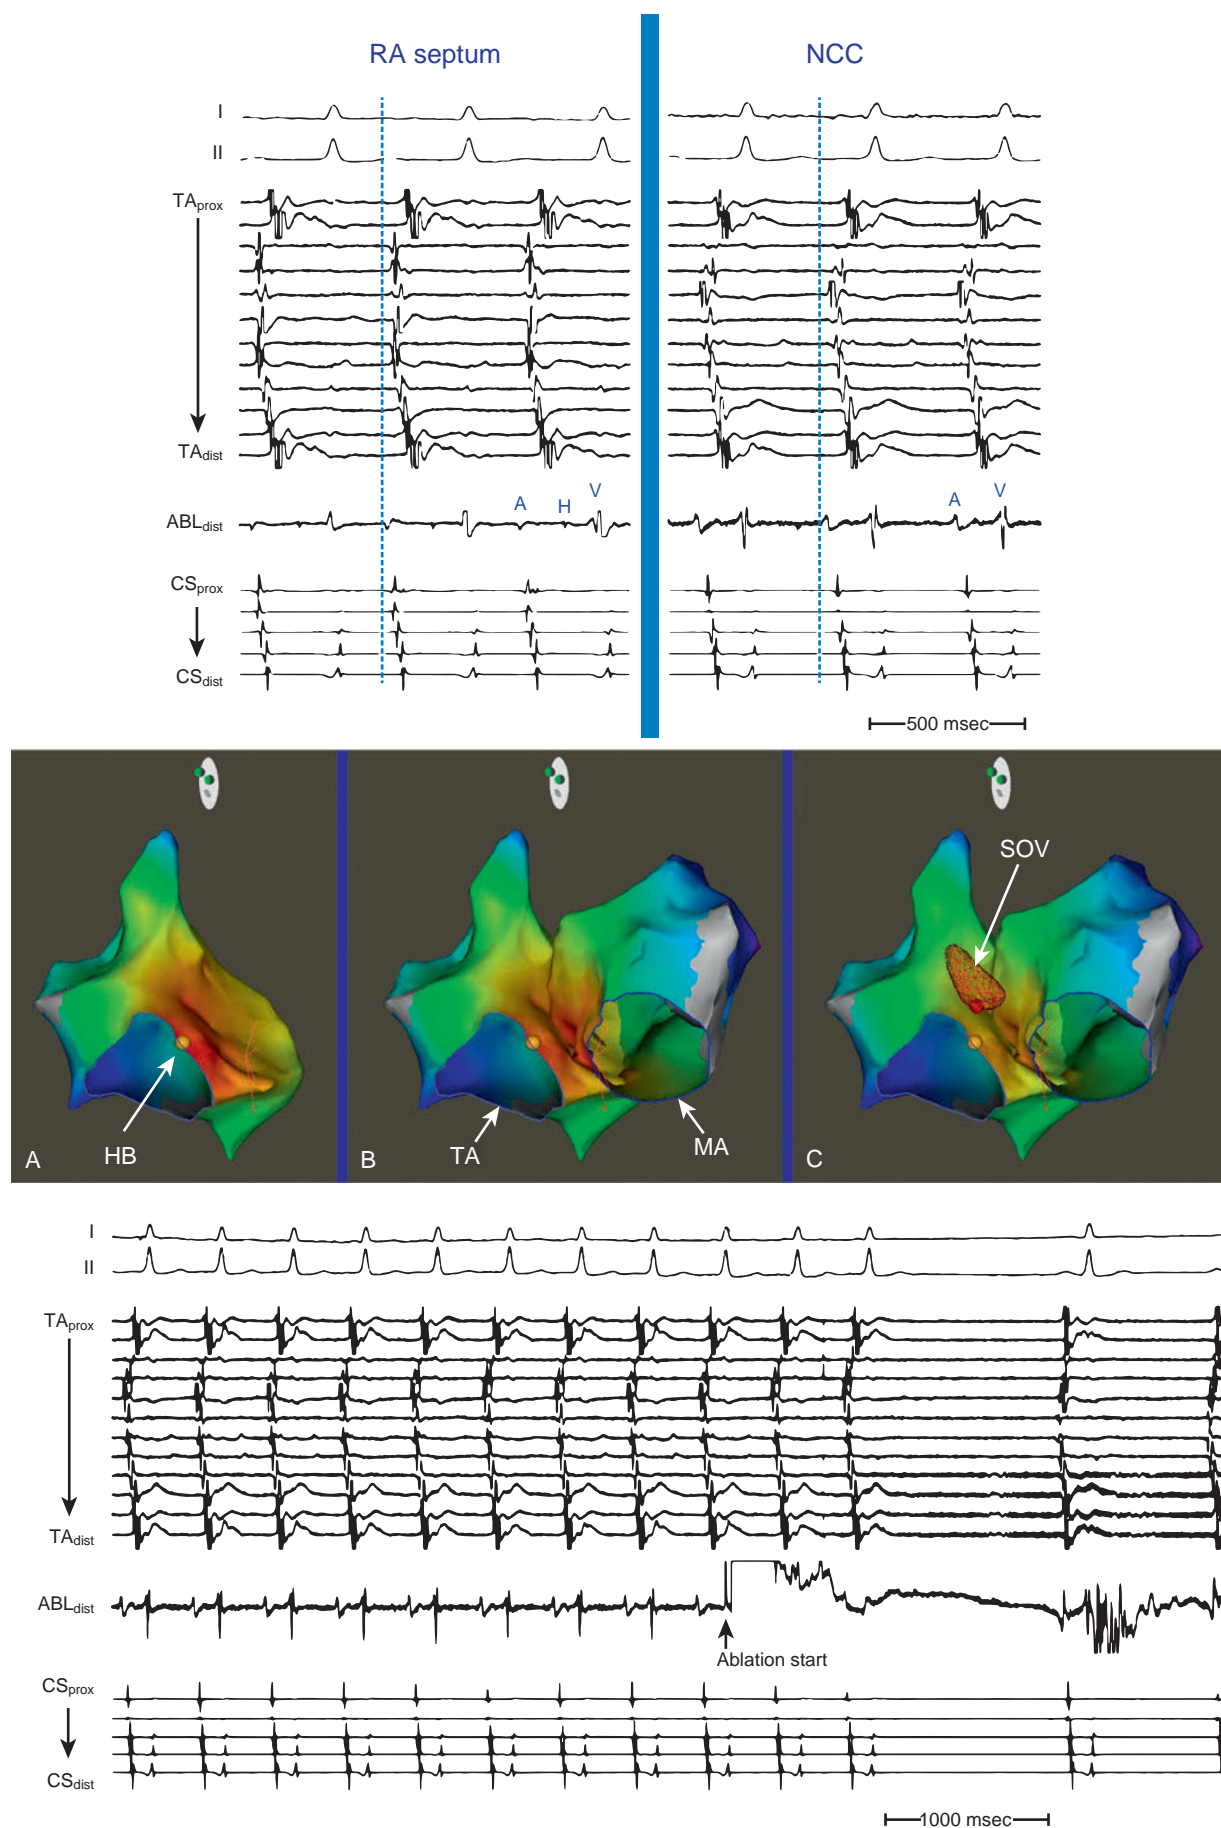 RA septum NCC
I
II
TAprox
TAdist
A H V A V
ABLdist
CSprox
CSdist
500 msec
SOV
A HB B TA MA C
I
II
TAprox
TAdist
ABLdist
Ablation start
CSprox
CSdist
1000 msec